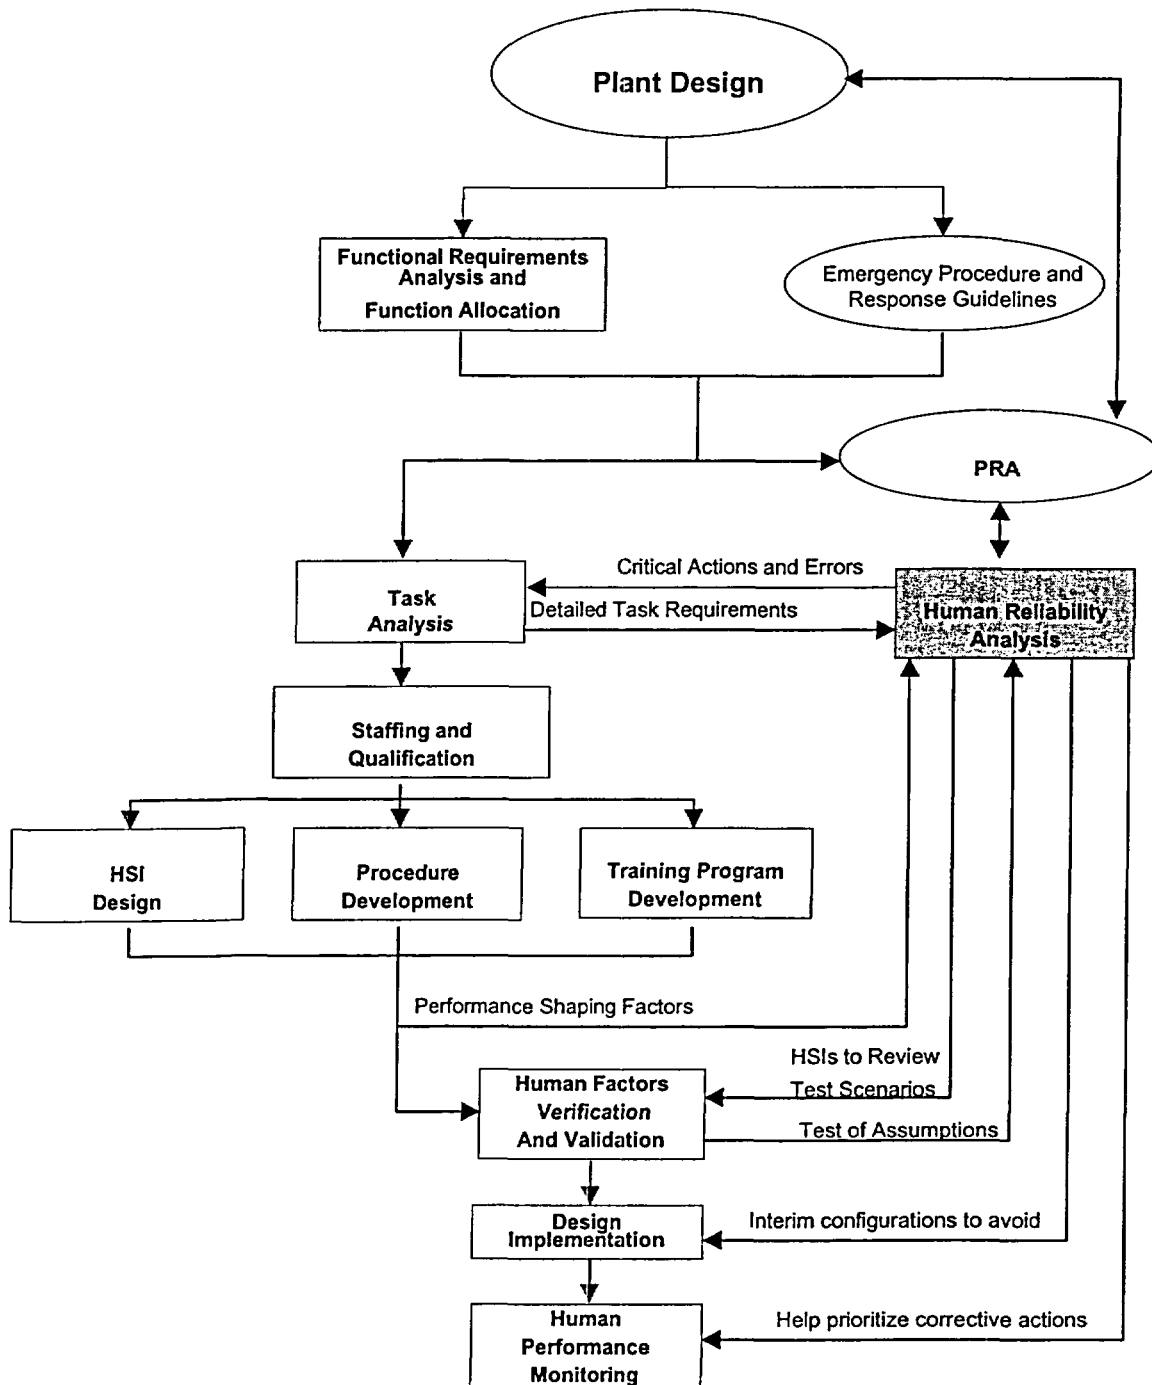 Plant Design
Functional Requirements
Analysis and
Function Allocation
Emergency Procedure and
Response Guidelines
PRA
Critical Actions and Errors
Task
Analysis
Detailed Task Requirements
Human Reliability
Analysis
Staffing and
Qualification
HSI
Design
Procedure
Development
Training Program
Development
Performance Shaping Factors
HSIs to Review
Test Scenarios
Human Factors
Verification
And Validation
Test of Assumptions
Design
Implementation
Interim configurations to avoid
Human
Performance
Monitoring
Help prioritize corrective actions